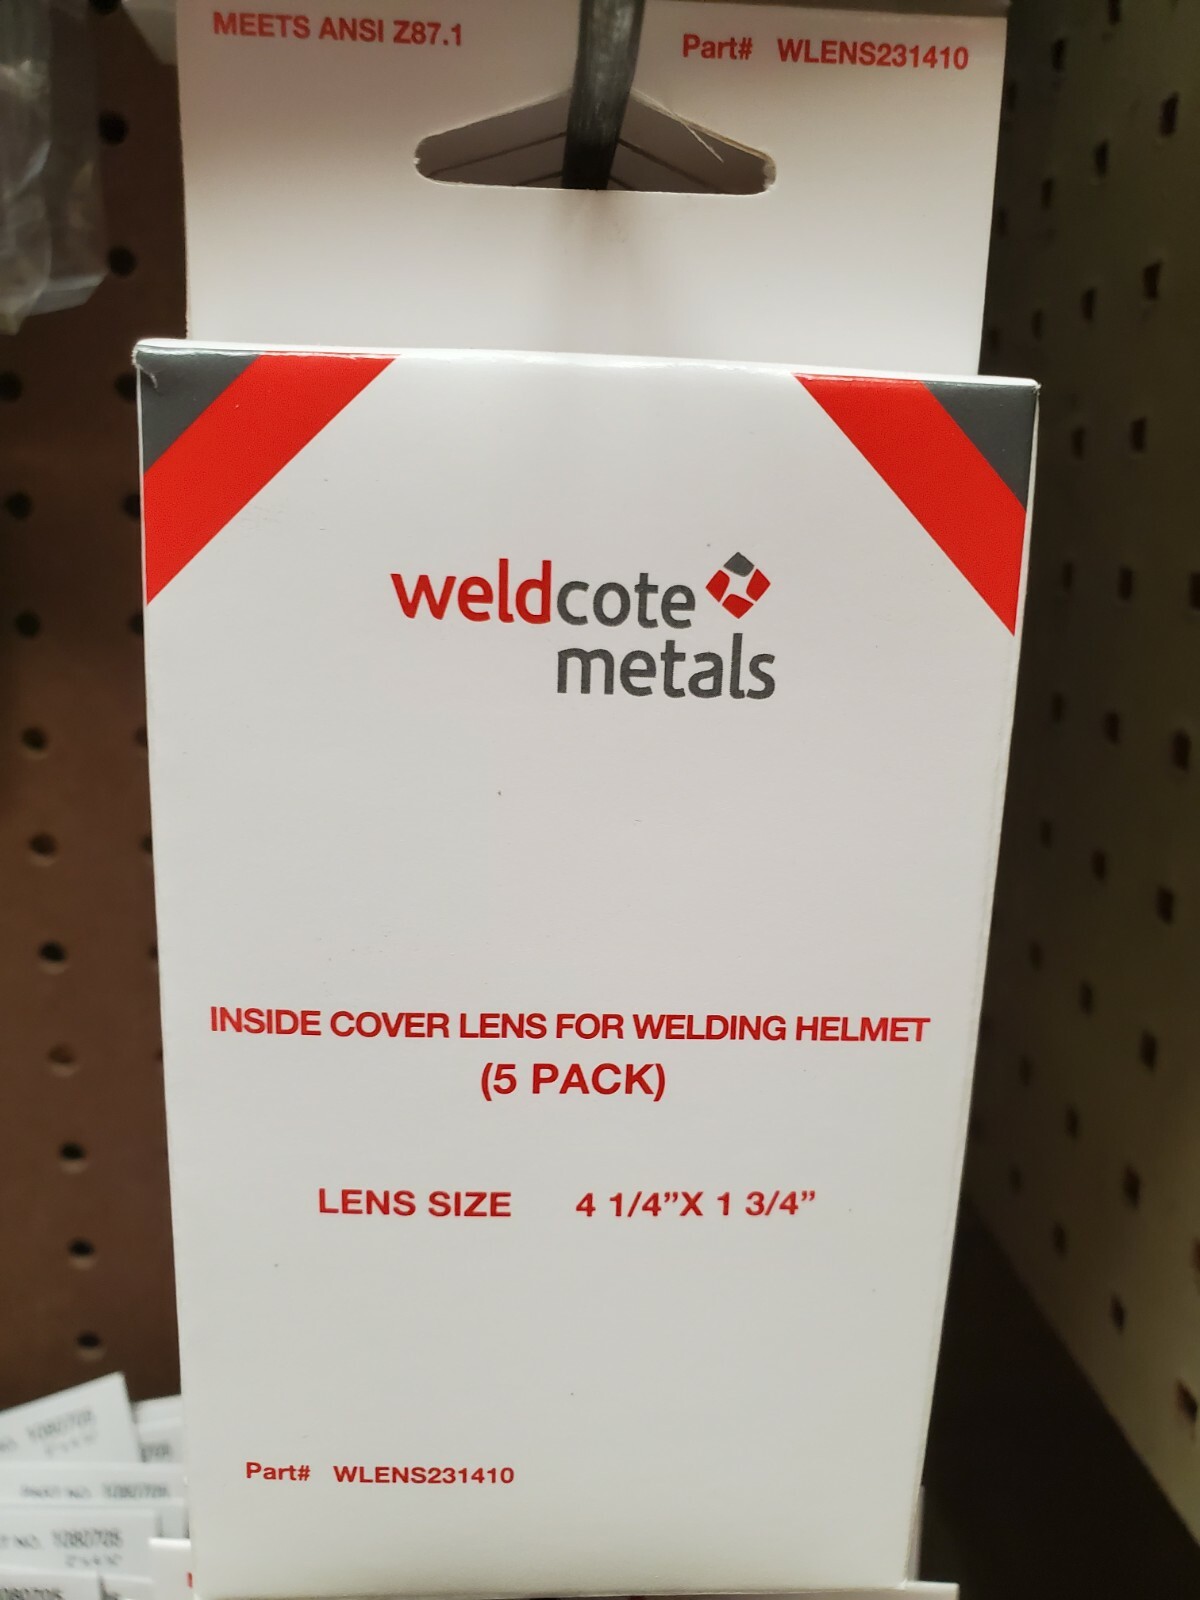 MEETS ANSI Z87.1
Part# WLENS231410
weldcote
metals
INSIDE COVER LENS FOR WELDING HELMET
(5 PACK)
LENS SIZE 4 1/4”X 1 3/4”
Part# WLENS231410